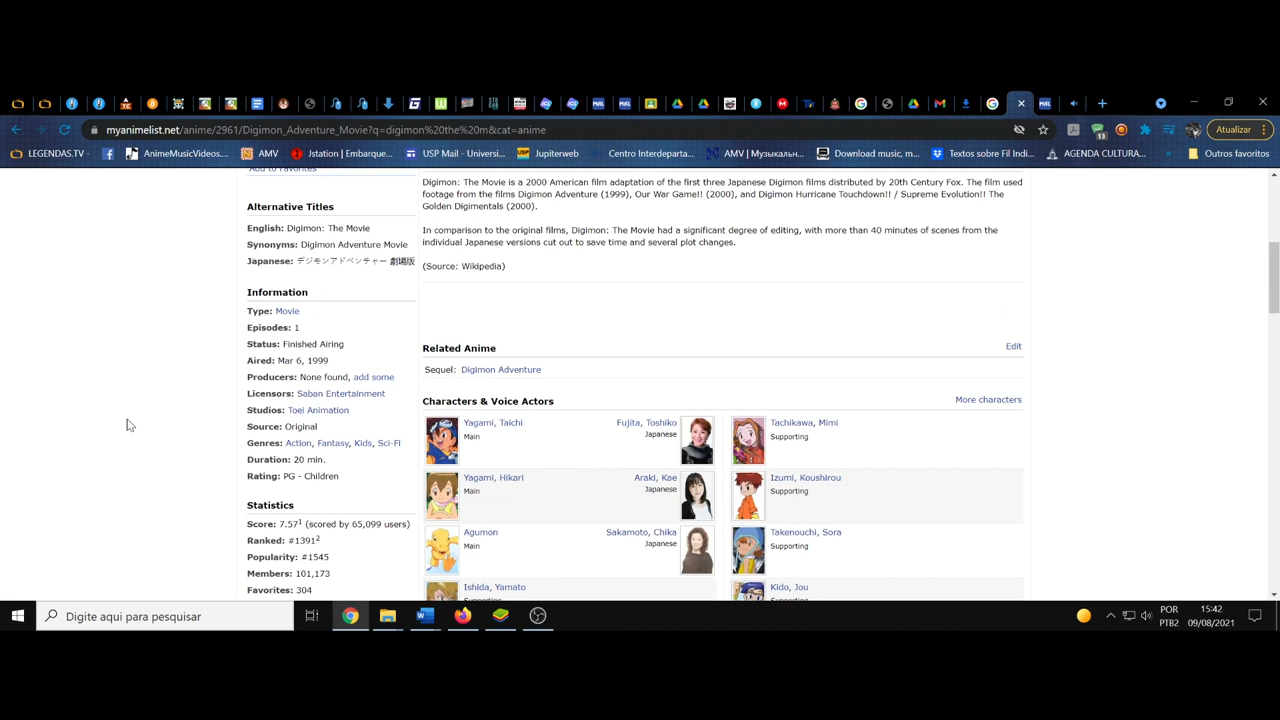 myanimelist.net/anime/2961/Digimon_Adventure_Movie?q=digimon%20the%20m&cat=anime
Atualizar
LEGENDAS.TV -
AnimeMusicVideos...
AMV
Jstation | Embarque...
USP Mail - Universi...
Jupiterweb
Centro Interdeparta...
AMV | Музыкальн...
Download music, m...
Textos sobre Fil Indi...
AGENDA CULTURA...
»
Outros favoritos
Add to Favorites
Alternative Titles
English: Digimon: The Movie
Synonyms: Digimon Adventure Movie
Japanese: デジモンアドベンチャー 劇場版
Information
Type: Movie
Episodes: 1
Status: Finished Airing
Aired: Mar 6, 1999
Producers: None found, add some
Licensors: Saban Entertainment
Studios: Toei Animation
Source: Original
Genres: Action, Fantasy, Kids, Sci-Fi
Duration: 20 min.
Rating: PG - Children
Statistics
Score: 7.57¹ (scored by 65,099 users)
Ranked: #1391²
Popularity: #1545
Members: 101,173
Favorites: 304
Digimon: The Movie is a 2000 American film adaptation of the first three Japanese Digimon films distributed by 20th Century Fox. The film used
footage from the films Digimon Adventure (1999), Our War Game!! (2000), and Digimon Hurricane Touchdown!! / Supreme Evolution!! The
Golden Digimentals (2000).
In comparison to the original films, Digimon: The Movie had a significant degree of editing, with more than 40 minutes of scenes from the
individual Japanese versions cut out to save time and several plot changes.
(Source: Wikipedia)
Related Anime
Edit
Sequel: Digimon Adventure
Characters & Voice Actors
More characters
Yagami, Taichi
Main
Fujita, Toshiko
Japanese
Tachikawa, Mimi
Supporting
Yagami, Hikari
Main
Araki, Kae
Japanese
Izumi, Koushirou
Supporting
Agumon
Main
Sakamoto, Chika
Japanese
Takenouchi, Sora
Supporting
Ishida, Yamato
Supporting
Kido, Jou
Supporting
Digite aqui para pesquisar
POR
PTB2
15:42
09/08/2021